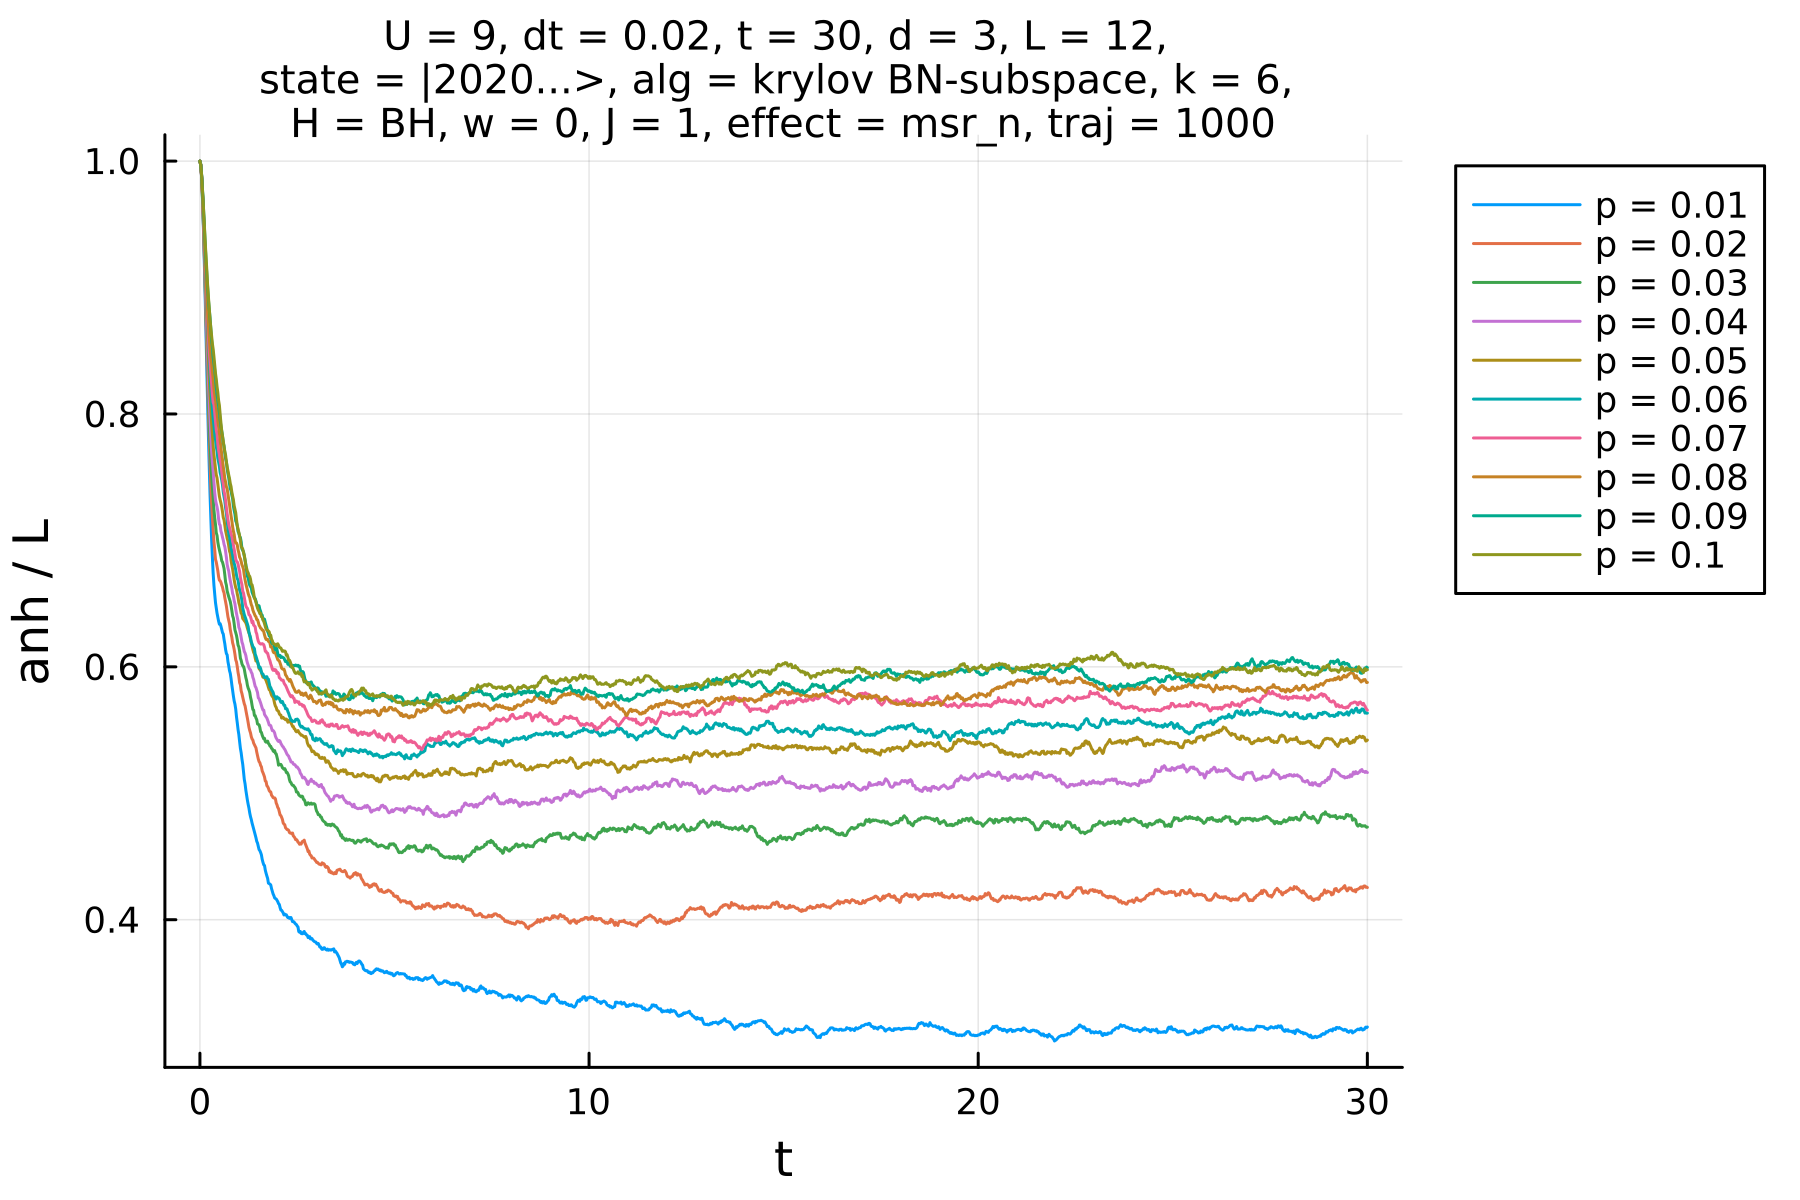 U = 9, dt = 0.02, t = 30, d = 3, L = 12,
state = |2020...>, alg = krylov BN-subspace, k = 6,
H = BH, w = 0, J = 1, effect = msr_n, traj = 1000
1.0
0.8
0.6
0.4
anh / L
0
10
20
30
t
p = 0.01
p = 0.02
p = 0.03
p = 0.04
p = 0.05
p = 0.06
p = 0.07
p = 0.08
p = 0.09
p = 0.1